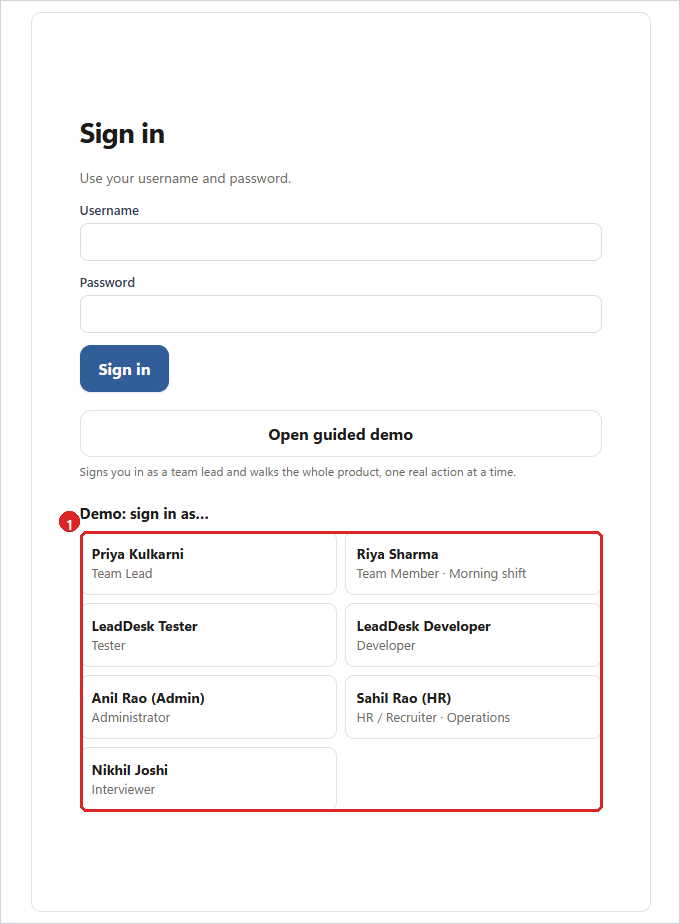 Sign in
Use your username and password.
Username
Password
Sign in
Open guided demo
Signs you in as a team lead and walks the whole product, one real action at a time.
Demo: sign in as…
1
Priya Kulkarni
Team Lead
Riya Sharma
Team Member · Morning shift
LeadDesk Tester
Tester
LeadDesk Developer
Developer
Anil Rao (Admin)
Administrator
Sahil Rao (HR)
HR / Recruiter · Operations
Nikhil Joshi
Interviewer